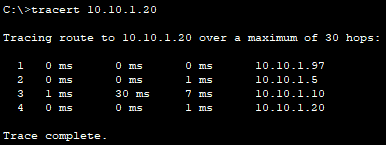 C:\>tracert 10.10.1.20
Tracing route to 10.10.1.20 over a maximum of 30 hops:
1 0 ms 0 ms 0 ms 10.10.1.97
2 0 ms 0 ms 1 ms 10.10.1.5
3 1 ms 30 ms 7 ms 10.10.1.10
4 0 ms 0 ms 1 ms 10.10.1.20
Trace complete.